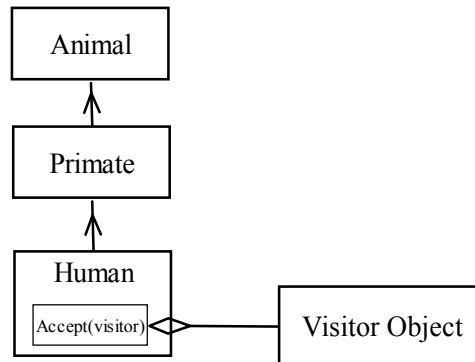 Animal
Primate
Human
Accept(visitor)
Visitor Object